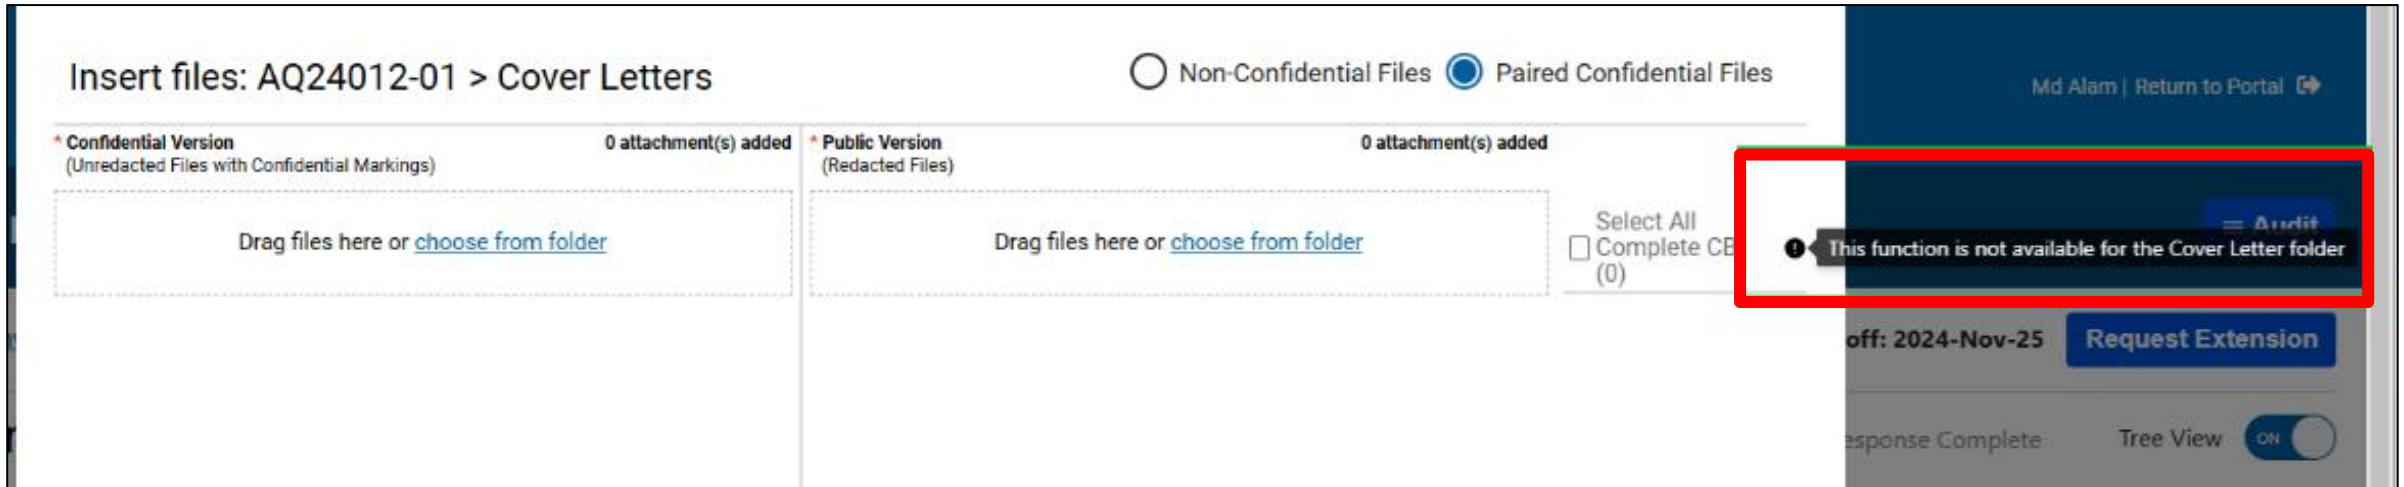 Insert files: AQ24012-01 > Cover Letters
Non-Confidential Files Paired Confidential Files
Md Alam | Return to Portal
* Confidential Version 0 attachment(s) added
(Unredacted Files with Confidential Markings)
* Public Version 0 attachment(s) added
(Redacted Files)
Drag files here or choose from folder
Drag files here or choose from folder
Select All
Complete CB
(0)
Audit
This function is not available for the Cover Letter folder
off: 2024-Nov-25 Request Extension
esponse Complete Tree View ON